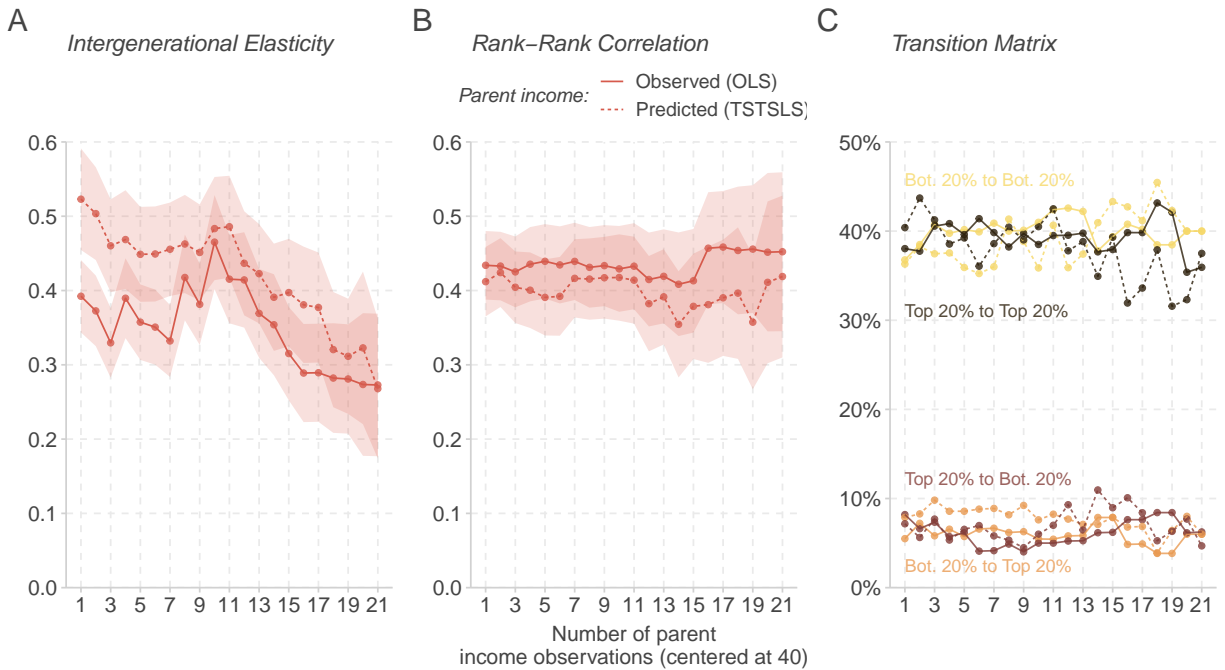 A
Intergenerational Elasticity
0.6
0.5
0.4
0.3
0.2
0.1
0.0
1 3 5 7 9 11 13 15 17 19 21
B
Rank−Rank Correlation
Parent income:
Observed (OLS)
Predicted (TSTSLS)
0.6
0.5
0.4
0.3
0.2
0.1
0.0
1 3 5 7 9 11 13 15 17 19 21
Number of parent
income observations (centered at 40)
C
Transition Matrix
50%
40%
30%
20%
10%
0%
Bot. 20% to Bot. 20%
Top 20% to Top 20%
Top 20% to Bot. 20%
Bot. 20% to Top 20%
1 3 5 7 9 11 13 15 17 19 21